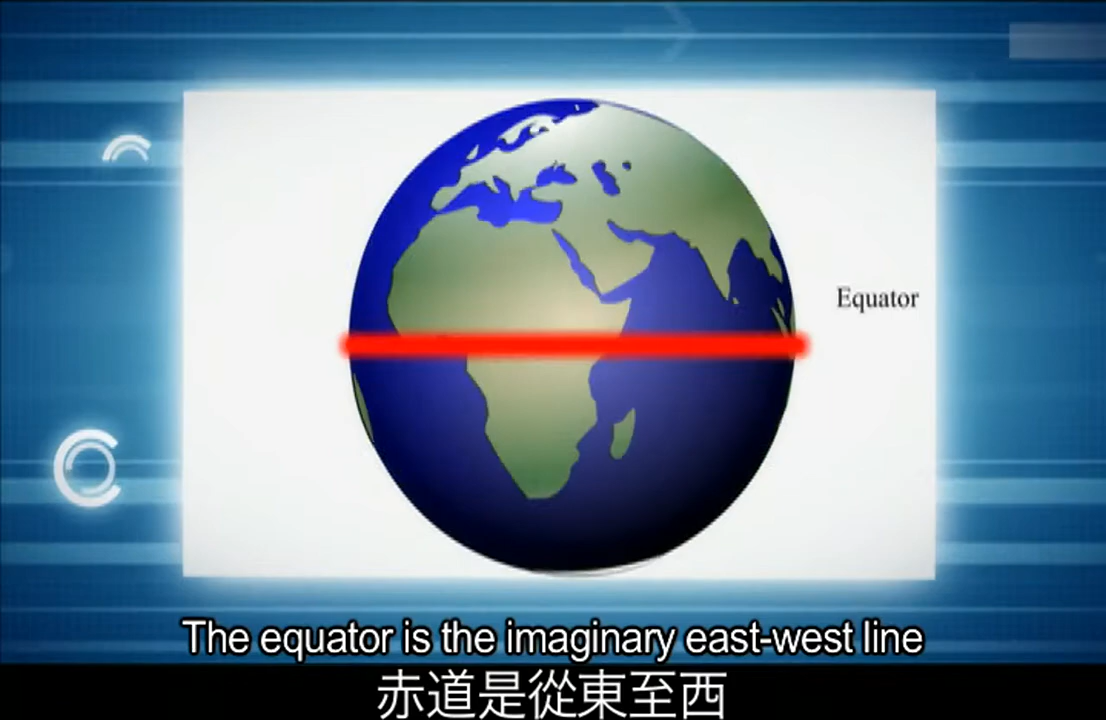 Equator
The equator is the imaginary east-west line
赤道是從東至西